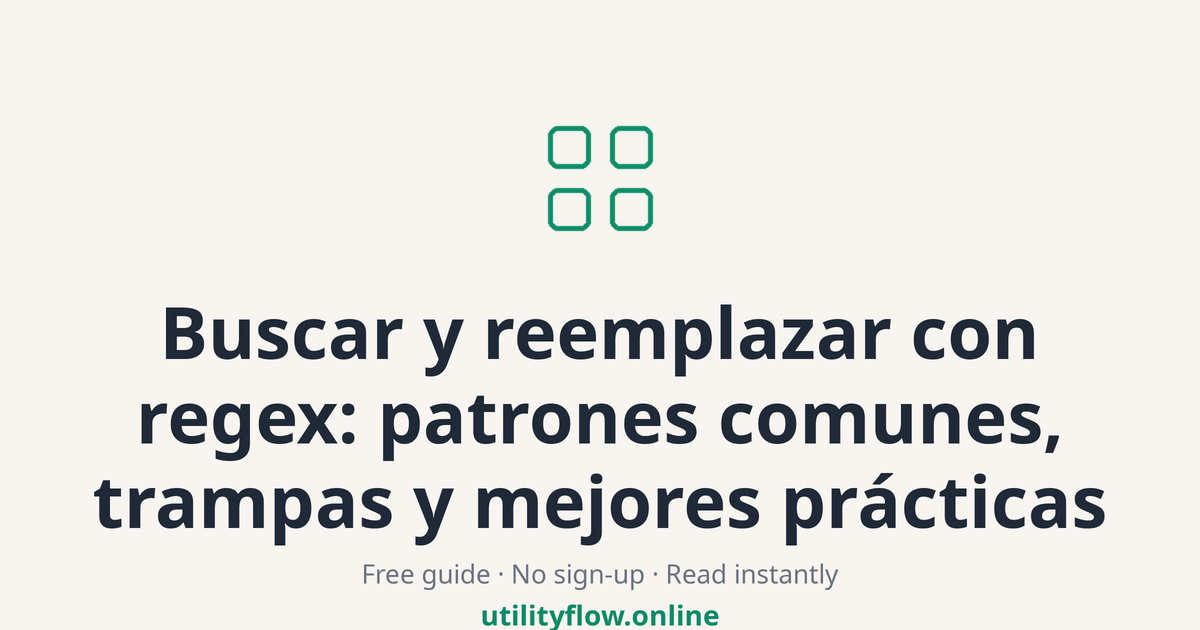 Buscar y reemplazar con
regex: patrones comunes,
trampas y mejores prácticas
Free guide · No sign-up · Read instantly
utilityflow.online